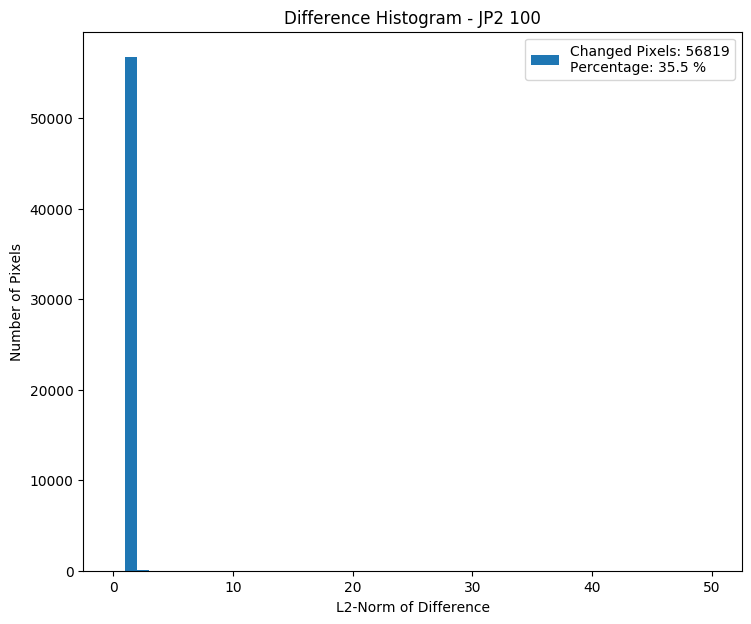 Difference Histogram - JP2 100
Changed Pixels: 56819
Percentage: 35.5 %
50000
40000
30000
20000
10000
0
Number of Pixels
0 10 20 30 40 50
L2-Norm of Difference